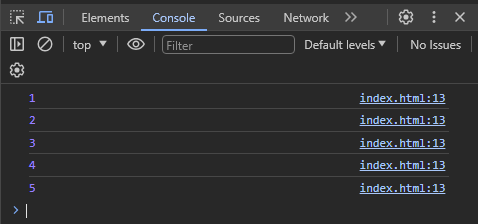 Elements Console Sources Network
top Filter Default levels No Issues
1 index.html:13
2 index.html:13
3 index.html:13
4 index.html:13
5 index.html:13